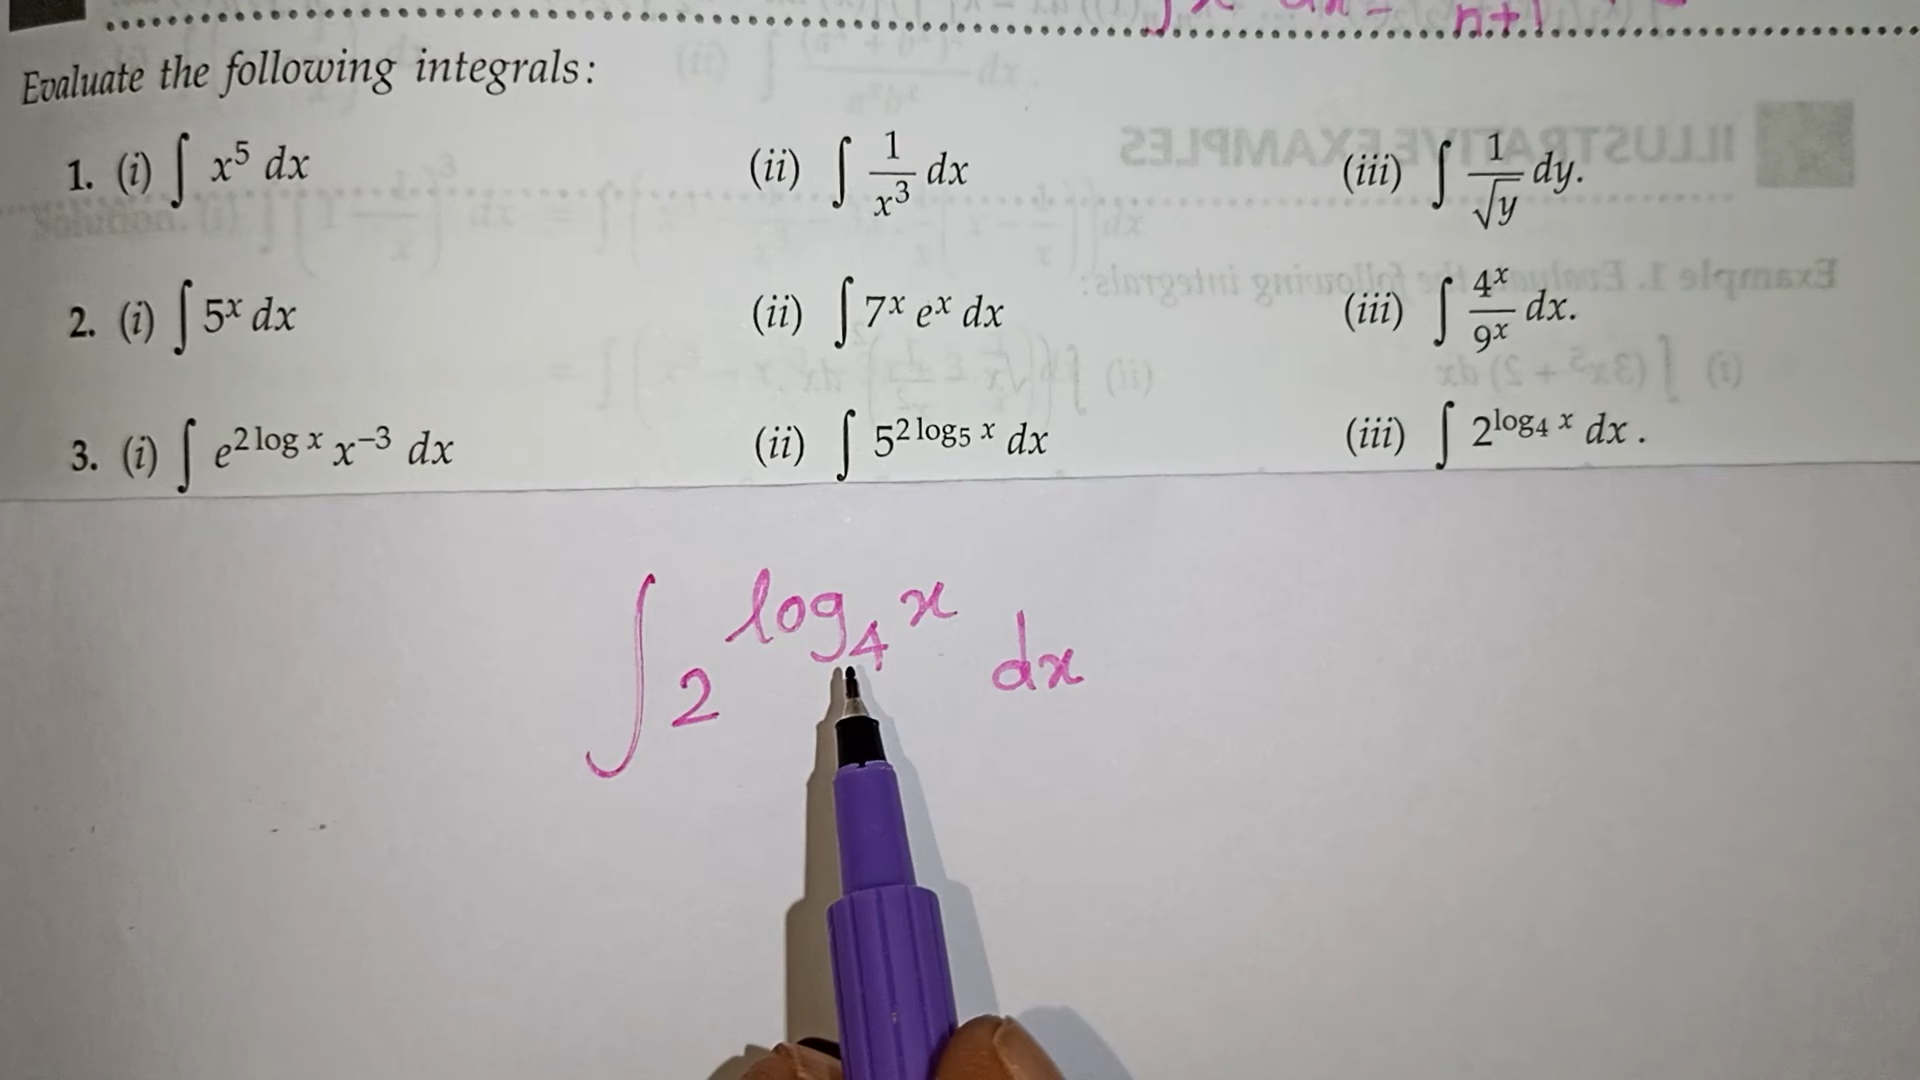 ∫ x dx = n+1
Evaluate the following integrals:
1. (i) ∫ x⁵ dx (ii) ∫ 1/x³ dx (iii) ∫ 1/√y dy.
2. (i) ∫ 5ˣ dx (ii) ∫ 7ˣ eˣ dx (iii) ∫ 4ˣ/9ˣ dx.
3. (i) ∫ e^(2 log x) x⁻³ dx (ii) ∫ 5^(2 log₅ x) dx (iii) ∫ 2^(log₄ x) dx .
∫ 2^(log₄ x) dx